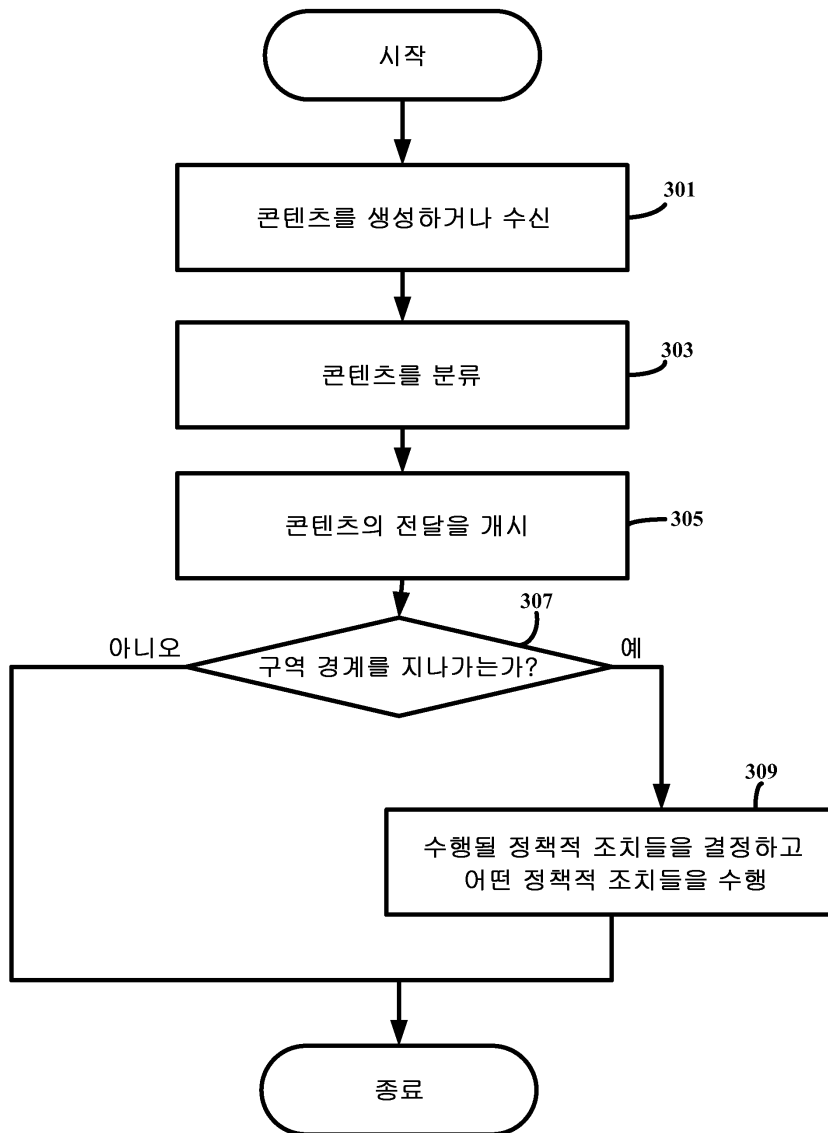 시작
콘텐츠를 생성하거나 수신
301
콘텐츠를 분류
303
콘텐츠의 전달을 개시
305
307
아니오
구역 경계를 지나가는가?
예
309
수행될 정책적 조치들을 결정하고
어떤 정책적 조치들을 수행
종료